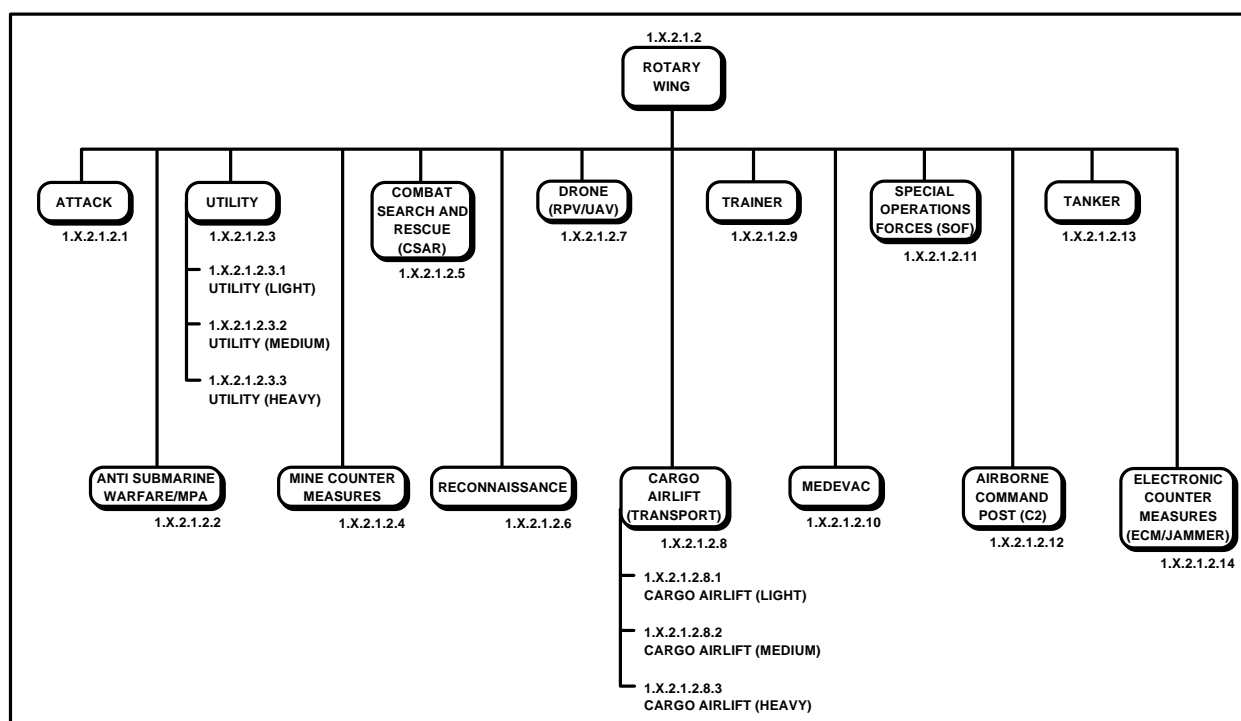 1.X.2.1.2
ROTARY
WING
ATTACK
1.X.2.1.2.1
UTILITY
1.X.2.1.2.3
1.X.2.1.2.3.1
UTILITY (LIGHT)
1.X.2.1.2.3.2
UTILITY (MEDIUM)
1.X.2.1.2.3.3
UTILITY (HEAVY)
COMBAT
SEARCH AND
RESCUE
(CSAR)
1.X.2.1.2.5
DRONE
(RPV/UAV)
1.X.2.1.2.7
TRAINER
1.X.2.1.2.9
SPECIAL
OPERATIONS
FORCES (SOF)
1.X.2.1.2.11
TANKER
1.X.2.1.2.13
ANTI SUBMARINE
WARFARE/MPA
1.X.2.1.2.2
MINE COUNTER
MEASURES
1.X.2.1.2.4
RECONNAISSANCE
1.X.2.1.2.6
CARGO
AIRLIFT
(TRANSPORT)
1.X.2.1.2.8
1.X.2.1.2.8.1
CARGO AIRLIFT (LIGHT)
1.X.2.1.2.8.2
CARGO AIRLIFT (MEDIUM)
1.X.2.1.2.8.3
CARGO AIRLIFT (HEAVY)
MEDEVAC
1.X.2.1.2.10
AIRBORNE
COMMAND
POST (C2)
1.X.2.1.2.12
ELECTRONIC
COUNTER
MEASURES
(ECM/JAMMER)
1.X.2.1.2.14